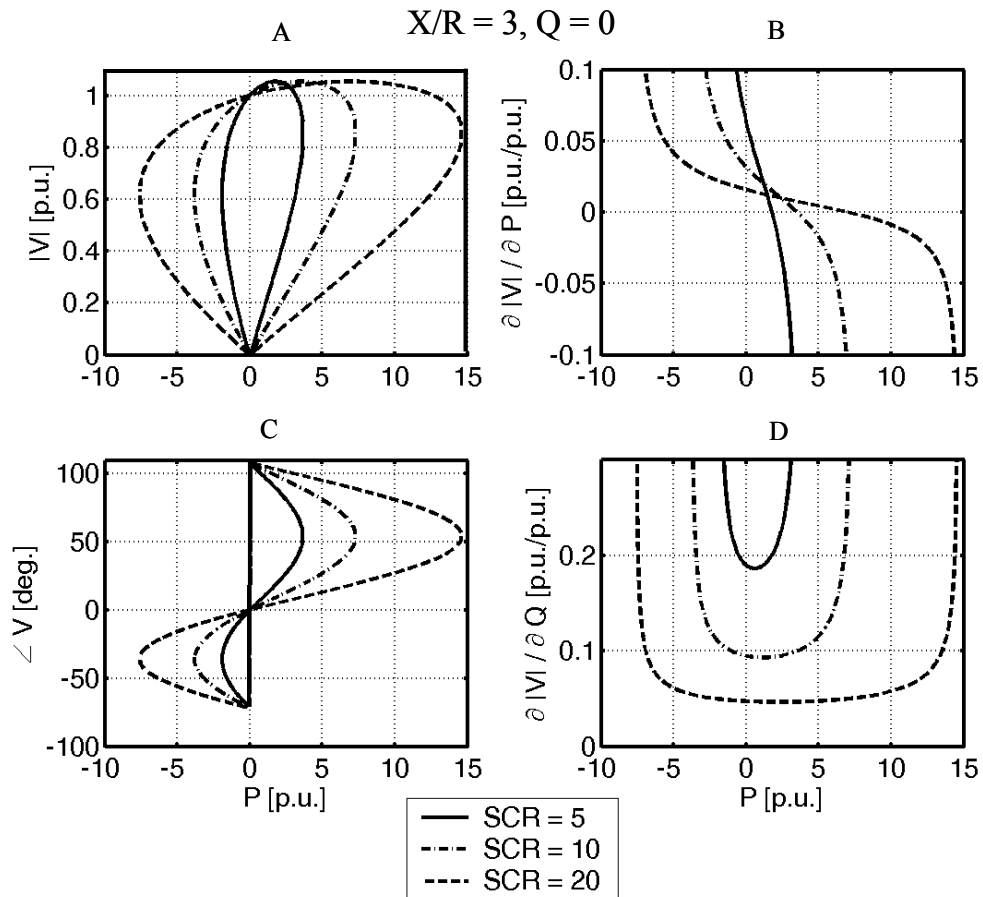 X/R = 3, Q = 0
A
|V| [p.u.]
1
0.8
0.6
0.4
0.2
0
-10 -5 0 5 10 15
B
∂ |V| / ∂ P [p.u./p.u.]
0.1
0.05
0
-0.05
-0.1
-10 -5 0 5 10 15
C
∠ V [deg.]
100
50
0
-50
-100
-10 -5 0 5 10 15
P [p.u.]
D
∂ |V| / ∂ Q [p.u./p.u.]
0.2
0.1
0
-10 -5 0 5 10 15
P [p.u.]
SCR = 5
SCR = 10
SCR = 20